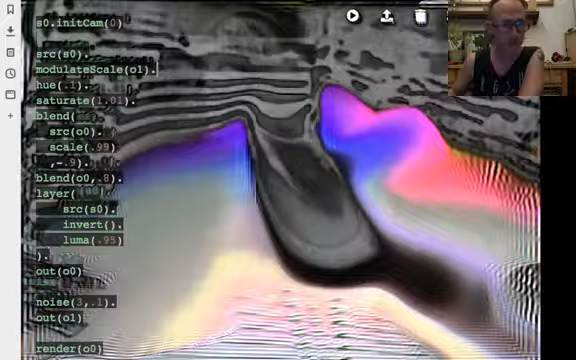 s0.initCam(0)
src(s0).
modulateScale(o1).
hue(.1).
saturate(1.01).
blend(
src(o0).
scale(.99)
,-.9).
blend(o0,.8).
layer(
src(s0).
invert().
luma(.95)
).
out(o0)
noise(3,.1).
out(o1)
render(o0)